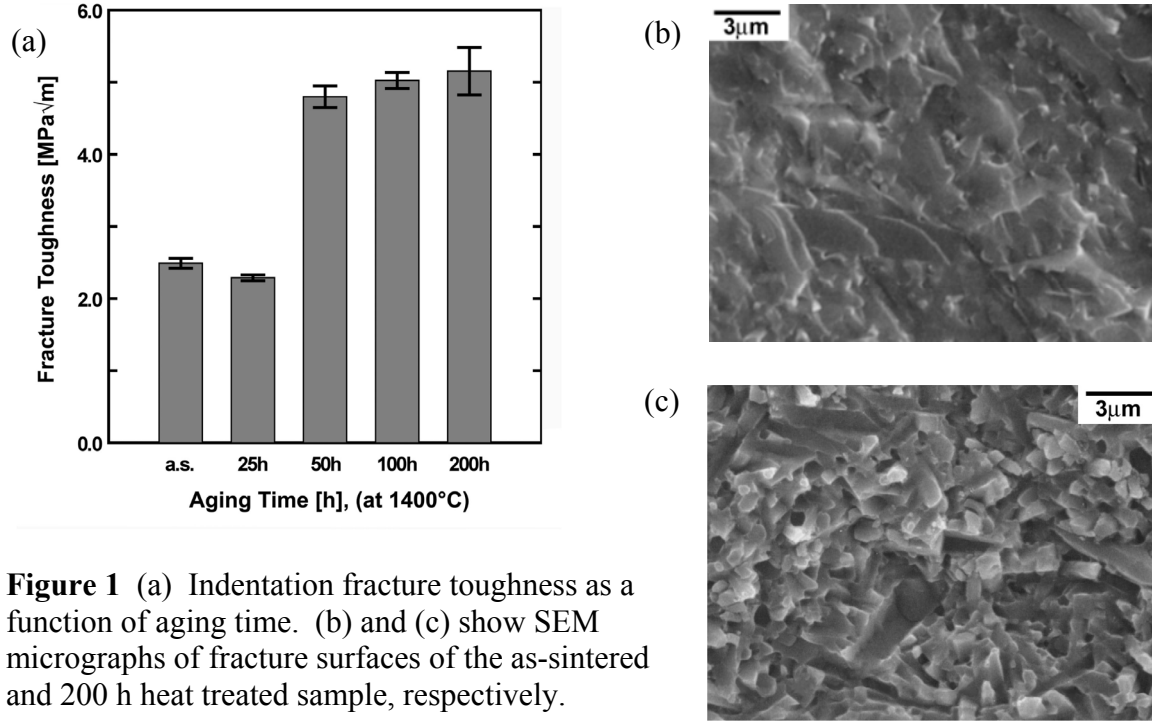 (a)
6.0
4.0
2.0
0.0
Fracture Toughness [MPa√m]
a.s. 25h 50h 100h 200h
Aging Time [h], (at 1400°C)
(b)
3µm
(c)
3µm
Figure 1 (a) Indentation fracture toughness as a
function of aging time. (b) and (c) show SEM
micrographs of fracture surfaces of the as-sintered
and 200 h heat treated sample, respectively.